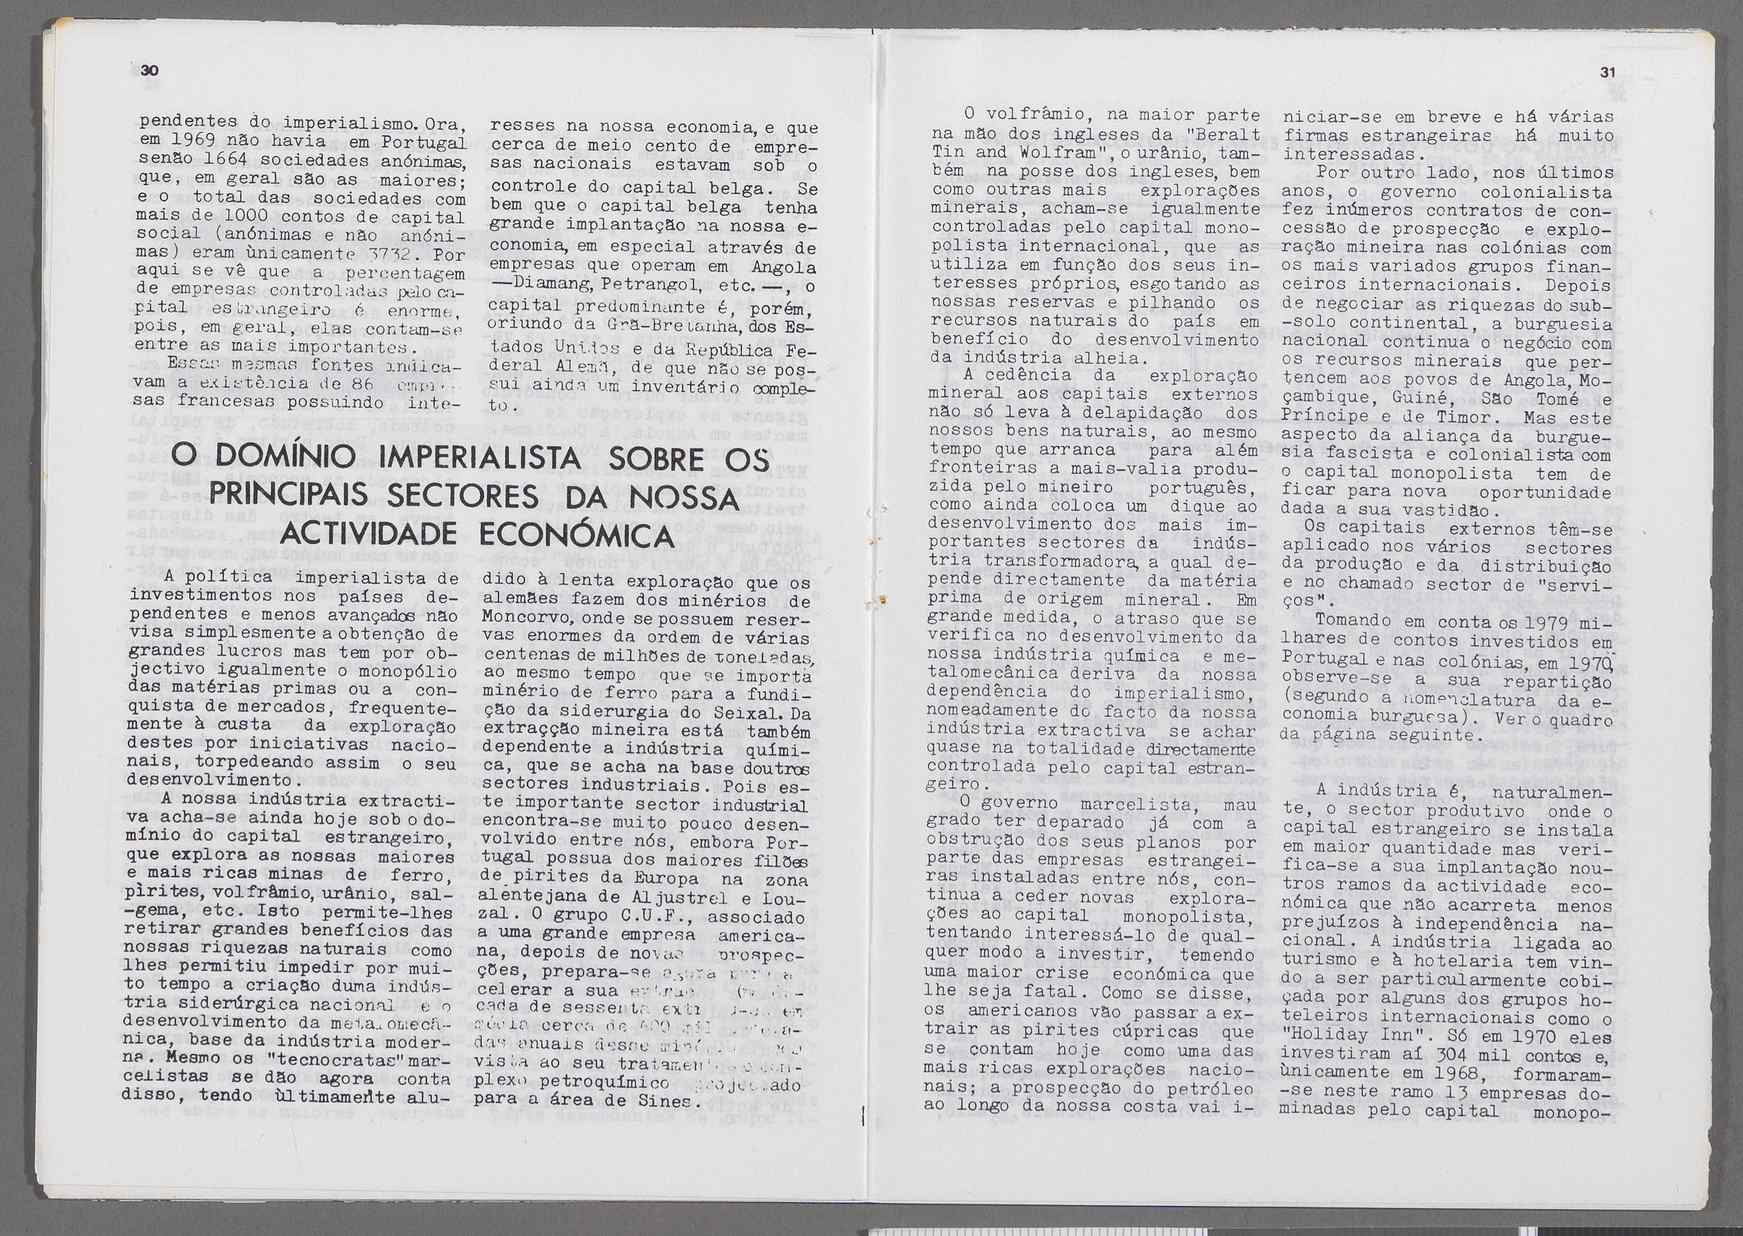 30
pendentes do imperialismo. Ora,
em 1969 não havia em Portugal
senão 1664 sociedades anónimas,
que, em geral são as maiores;
e o total das sociedades com
mais de 1000 contos de capital
social (anónimas e não anóni-
mas) eram ùnicamente 3732. Por
aqui se vê que a percentagem
de empresas controladas pelo ca-
pital estrangeiro é enorme,
pois, em geral, elas contam-se
entre as mais importantes.
Essas mesmas fontes indica-
vam a existência de 86
sas francesas possuindo inte-
resses na nossa economia, e que
cerca de meio cento de empre-
sas nacionais estavam sob o
controle do capital belga. Se
bem que o capital belga tenha
grande implantação na nossa e-
conomia, em especial através de
empresas que operam em Angola
—Diamang, Petrangol, etc. —, o
capital predominante é, porém,
oriundo da Grã-Bretanha, dos Es-
tados Unidos e da República Fe-
deral Alemã, de que não se pos-
sui ainda um inventário comple-
to.
O DOMÍNIO IMPERIALISTA SOBRE OS
PRINCIPAIS SECTORES DA NOSSA
ACTIVIDADE ECONÓMICA
A política imperialista de
investimentos nos países de-
pendentes e menos avançados não
visa simplesmente a obtenção de
grandes lucros mas tem por ob-
jectivo igualmente o monopólio
das matérias primas ou a con-
quista de mercados, frequente-
mente à custa da exploração
destes por iniciativas nacio-
nais, torpedeando assim o seu
desenvolvimento.
A nossa indústria extracti-
va acha-se ainda hoje sob o do-
mínio do capital estrangeiro,
que explora as nossas maiores
e mais ricas minas de ferro,
pirites, volfrâmio, urânio, sal-
-gema, etc. Isto permite-lhes
retirar grandes benefícios das
nossas riquezas naturais como
lhes permitiu impedir por mui-
to tempo a criação duma indús-
tria siderúrgica nacional e o
desenvolvimento da metalomecâ-
nica, base da indústria moder-
na. Mesmo os "tecnocratas" mar-
celistas se dão agora conta
disso, tendo ùltimamente alu-
dido à lenta exploração que os
alemães fazem dos minérios de
Moncorvo, onde se possuem reser-
vas enormes da ordem de várias
centenas de milhões de toneladas,
ao mesmo tempo que se importa
minério de ferro para a fundi-
ção da siderurgia do Seixal. Da
extracção mineira está também
dependente a indústria quími-
ca, que se acha na base doutros
sectores industriais. Pois es-
te importante sector industrial
encontra-se muito pouco desen-
volvido entre nós, embora Por-
tugal possua dos maiores filões
de pirites da Europa na zona
alentejana de Aljustrel e Lou-
zal. O grupo C.U.F., associado
a uma grande empresa america-
na, depois de novas prospec-
ções, prepara-se agora para a
celerar a sua
cada de sessenta
cerca de 600 mil
das anuais desse
vista ao seu
plexo petroquímico projectado
para a área de Sines.
31
O volfrâmio, na maior parte
na mão dos ingleses da "Beralt
Tin and Wolfram", o urânio, tam-
bém na posse dos ingleses, bem
como outras mais explorações
minerais, acham-se igualmente
controladas pelo capital mono-
polista internacional, que as
utiliza em função dos seus in-
teresses próprios, esgotando as
nossas reservas e pilhando os
recursos naturais do país em
benefício do desenvolvimento
da indústria alheia.
A cedência da exploração
mineral aos capitais externos
não só leva à delapidação dos
nossos bens naturais, ao mesmo
tempo que arranca para além
fronteiras a mais-valia produ-
zida pelo mineiro português,
como ainda coloca um dique ao
desenvolvimento dos mais im-
portantes sectores da indús-
tria transformadora, a qual de-
pende directamente da matéria
prima de origem mineral. Em
grande medida, o atraso que se
verifica no desenvolvimento da
nossa indústria química e me-
talomecânica deriva da nossa
dependência do imperialismo,
nomeadamente do facto da nossa
indústria extractiva se achar
quase na totalidade directamente
controlada pelo capital estran-
geiro.
O governo marcelista, mau
grado ter deparado já com a
obstrução dos seus planos por
parte das empresas estrangei-
ras instaladas entre nós, con-
tinua a ceder novas explora-
ções ao capital monopolista,
tentando interessá-lo de qual-
quer modo a investir, temendo
uma maior crise económica que
lhe seja fatal. Como se disse,
os americanos vão passar a ex-
trair as pirites cúpricas que
se contam hoje como uma das
mais ricas explorações nacio-
nais; a prospecção do petróleo
ao longo da nossa costa vai i-
niciar-se em breve e há várias
firmas estrangeiras há muito
interessadas.
Por outro lado, nos últimos
anos, o governo colonialista
fez inúmeros contratos de con-
cessão de prospecção e explo-
ração mineira nas colónias com
os mais variados grupos finan-
ceiros internacionais. Depois
de negociar as riquezas do sub-
-solo continental, a burguesia
nacional continua o negócio com
os recursos minerais que per-
tencem aos povos de Angola, Mo-
çambique, Guiné, São Tomé e
Príncipe e de Timor. Mas este
aspecto da aliança da burgue-
sia fascista e colonialista com
o capital monopolista tem de
ficar para nova oportunidade
dada a sua vastidão.
Os capitais externos têm-se
aplicado nos vários sectores
da produção e da distribuição
e no chamado sector de "servi-
ços".
Tomando em conta os 1979 mi-
lhares de contos investidos em
Portugal e nas colónias, em 1970,
observe-se a sua repartição
(segundo a nomenclatura da e-
conomia burguesa). Ver o quadro
da página seguinte.
A indústria é, naturalmen-
te, o sector produtivo onde o
capital estrangeiro se instala
em maior quantidade mas veri-
fica-se a sua implantação nou-
tros ramos da actividade eco-
nómica que não acarreta menos
prejuízos à independência na-
cional. A indústria ligada ao
turismo e à hotelaria tem vin-
do a ser particularmente cobi-
çada por alguns dos grupos ho-
teleiros internacionais como o
"Holiday Inn". Só em 1970 eles
investiram aí 304 mil contos e,
ùnicamente em 1968, formaram-
-se neste ramo 13 empresas do-
minadas pelo capital monopo-